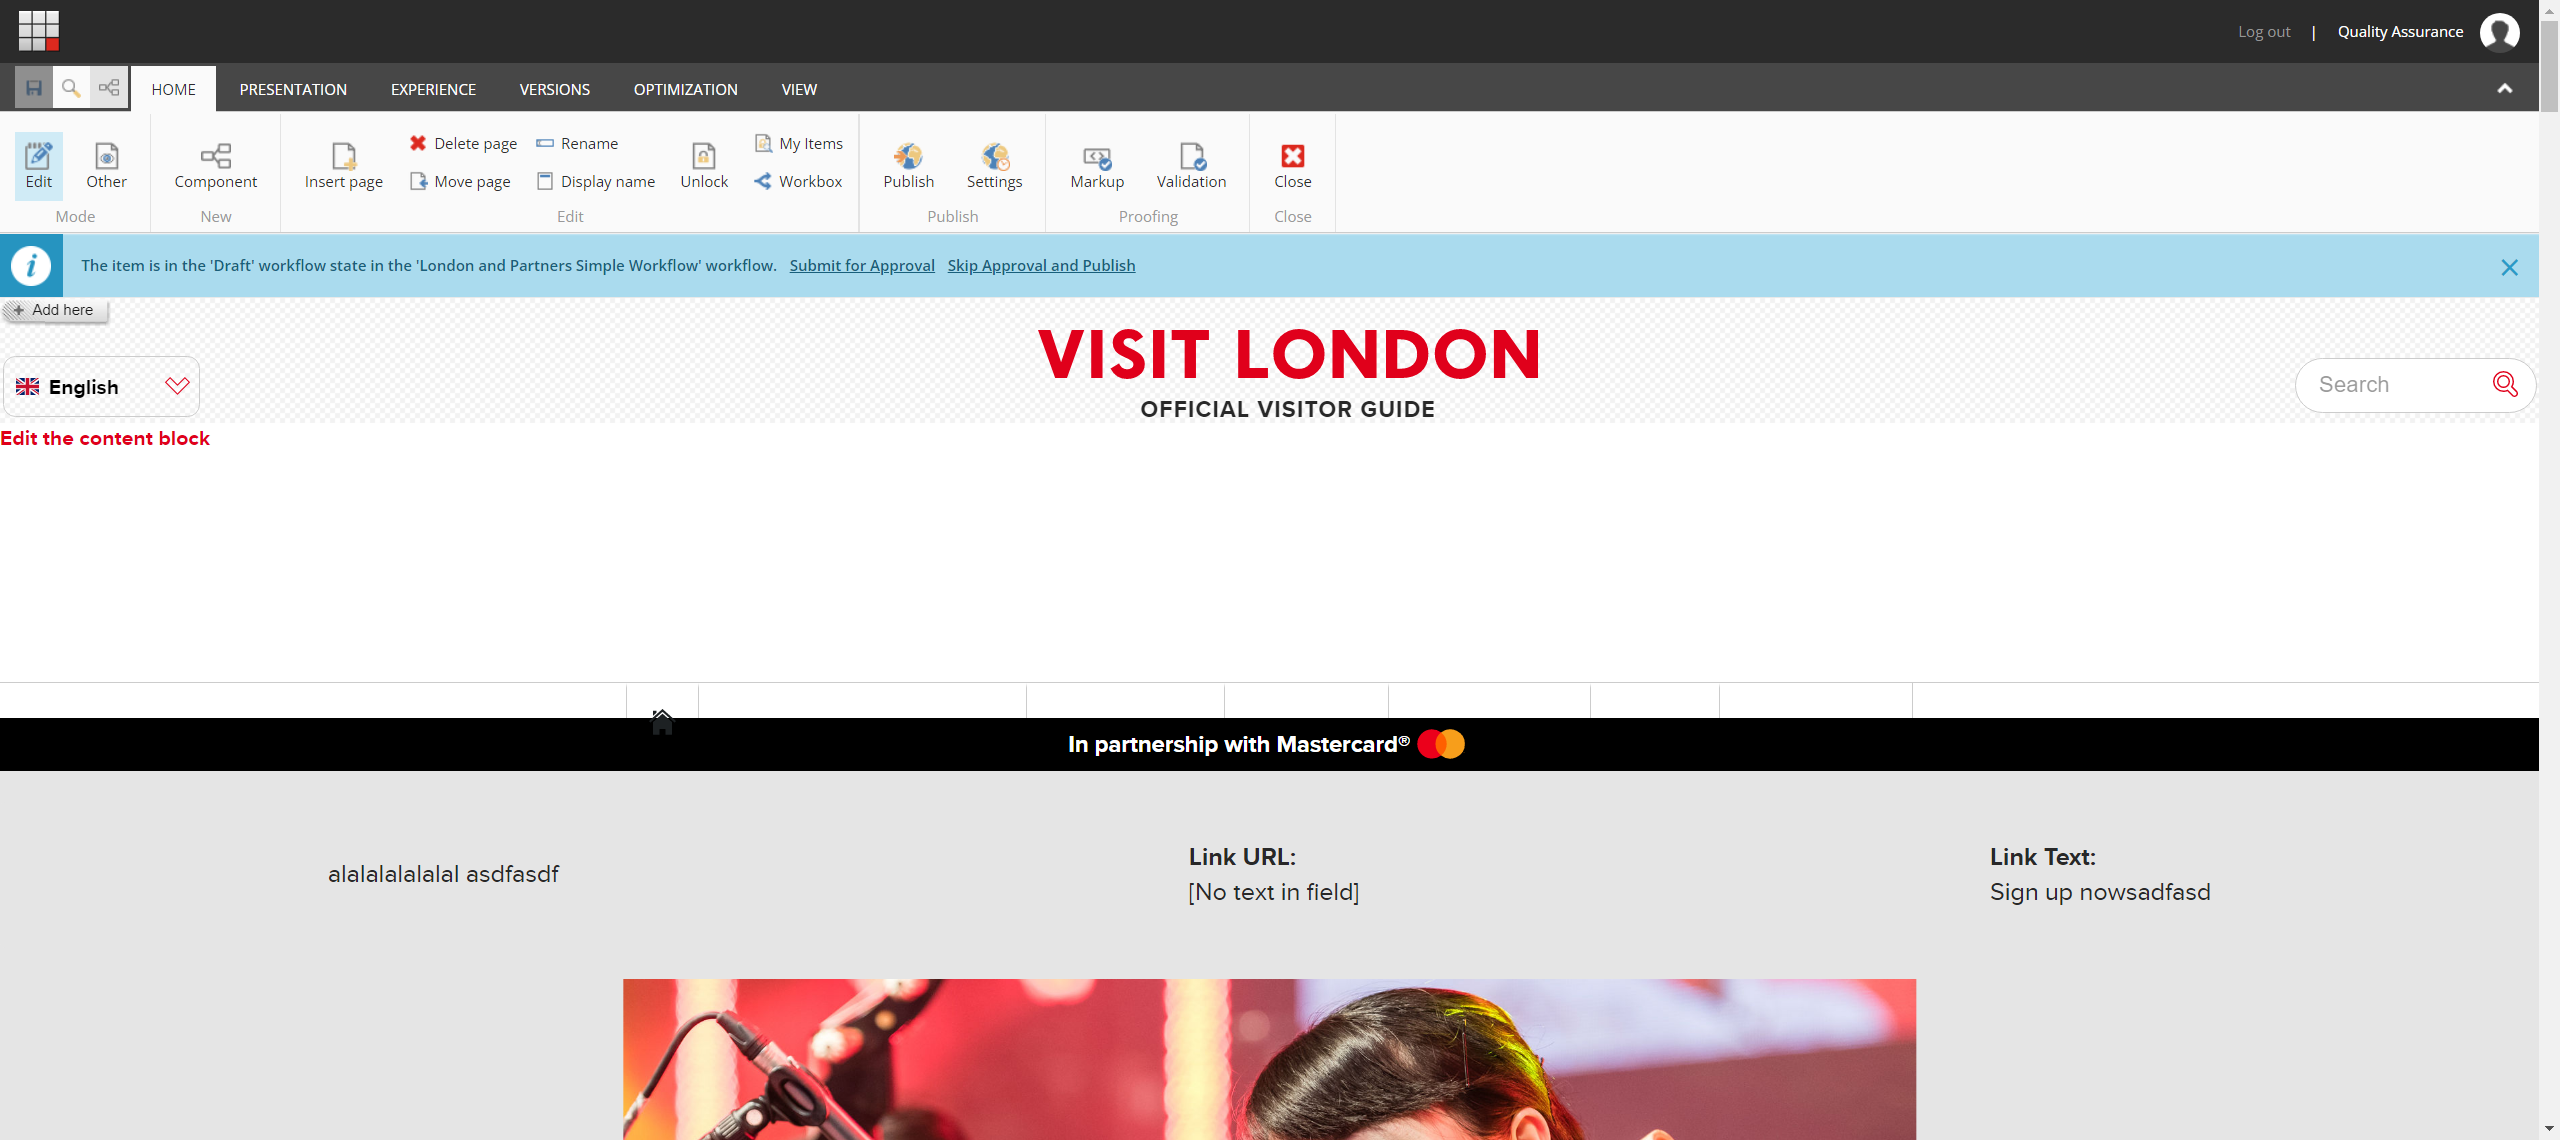 Log out | Quality Assurance
HOME PRESENTATION EXPERIENCE VERSIONS OPTIMIZATION VIEW
Edit Other
Mode
Component
New
Insert page
Delete page
Move page
Rename
Display name
Unlock
My Items
Workbox
Edit
Publish Settings
Publish
Markup Validation
Proofing
Close
Close
The item is in the 'Draft' workflow state in the 'London and Partners Simple Workflow' workflow. Submit for Approval Skip Approval and Publish
+ Add here
VISIT LONDON
OFFICIAL VISITOR GUIDE
English
Search
Edit the content block
In partnership with Mastercard®
alalalalalalal asdfasdf
Link URL:
[No text in field]
Link Text:
Sign up nowsadfasd